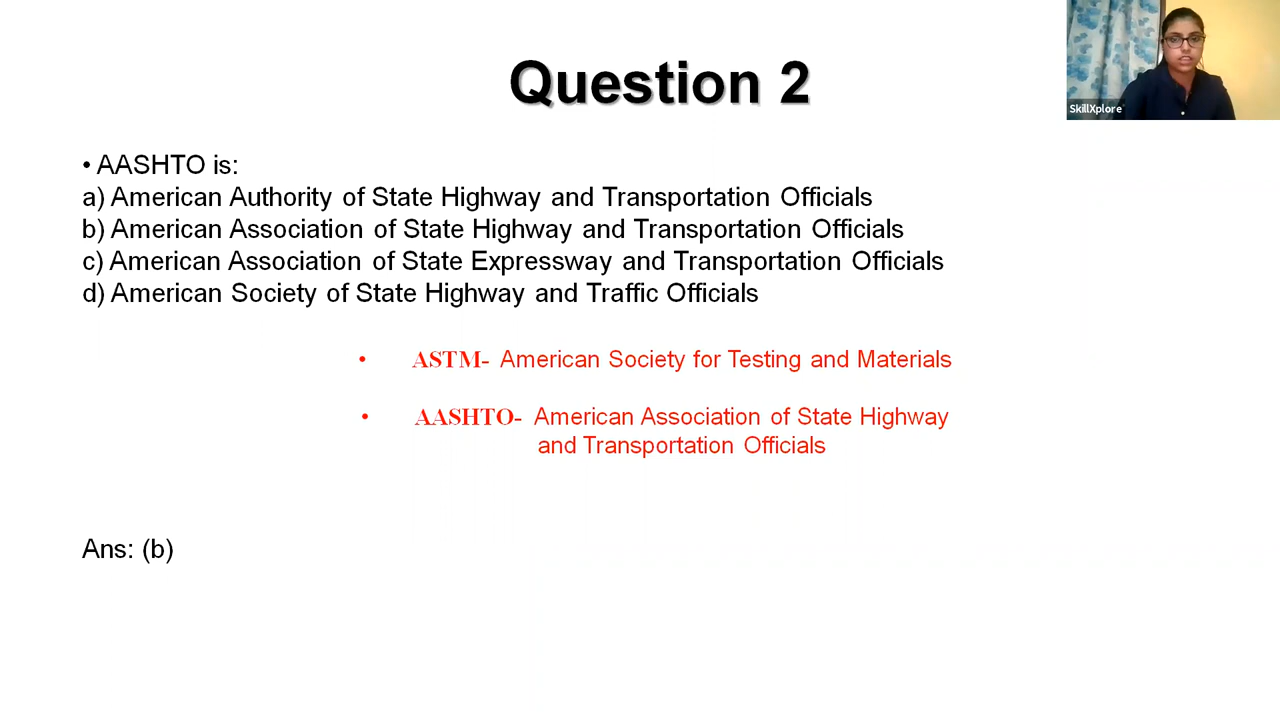 Question 2
SkillXplore
• AASHTO is:
a) American Authority of State Highway and Transportation Officials
b) American Association of State Highway and Transportation Officials
c) American Association of State Expressway and Transportation Officials
d) American Society of State Highway and Traffic Officials
• ASTM- American Society for Testing and Materials
• AASHTO- American Association of State Highway
and Transportation Officials
Ans: (b)